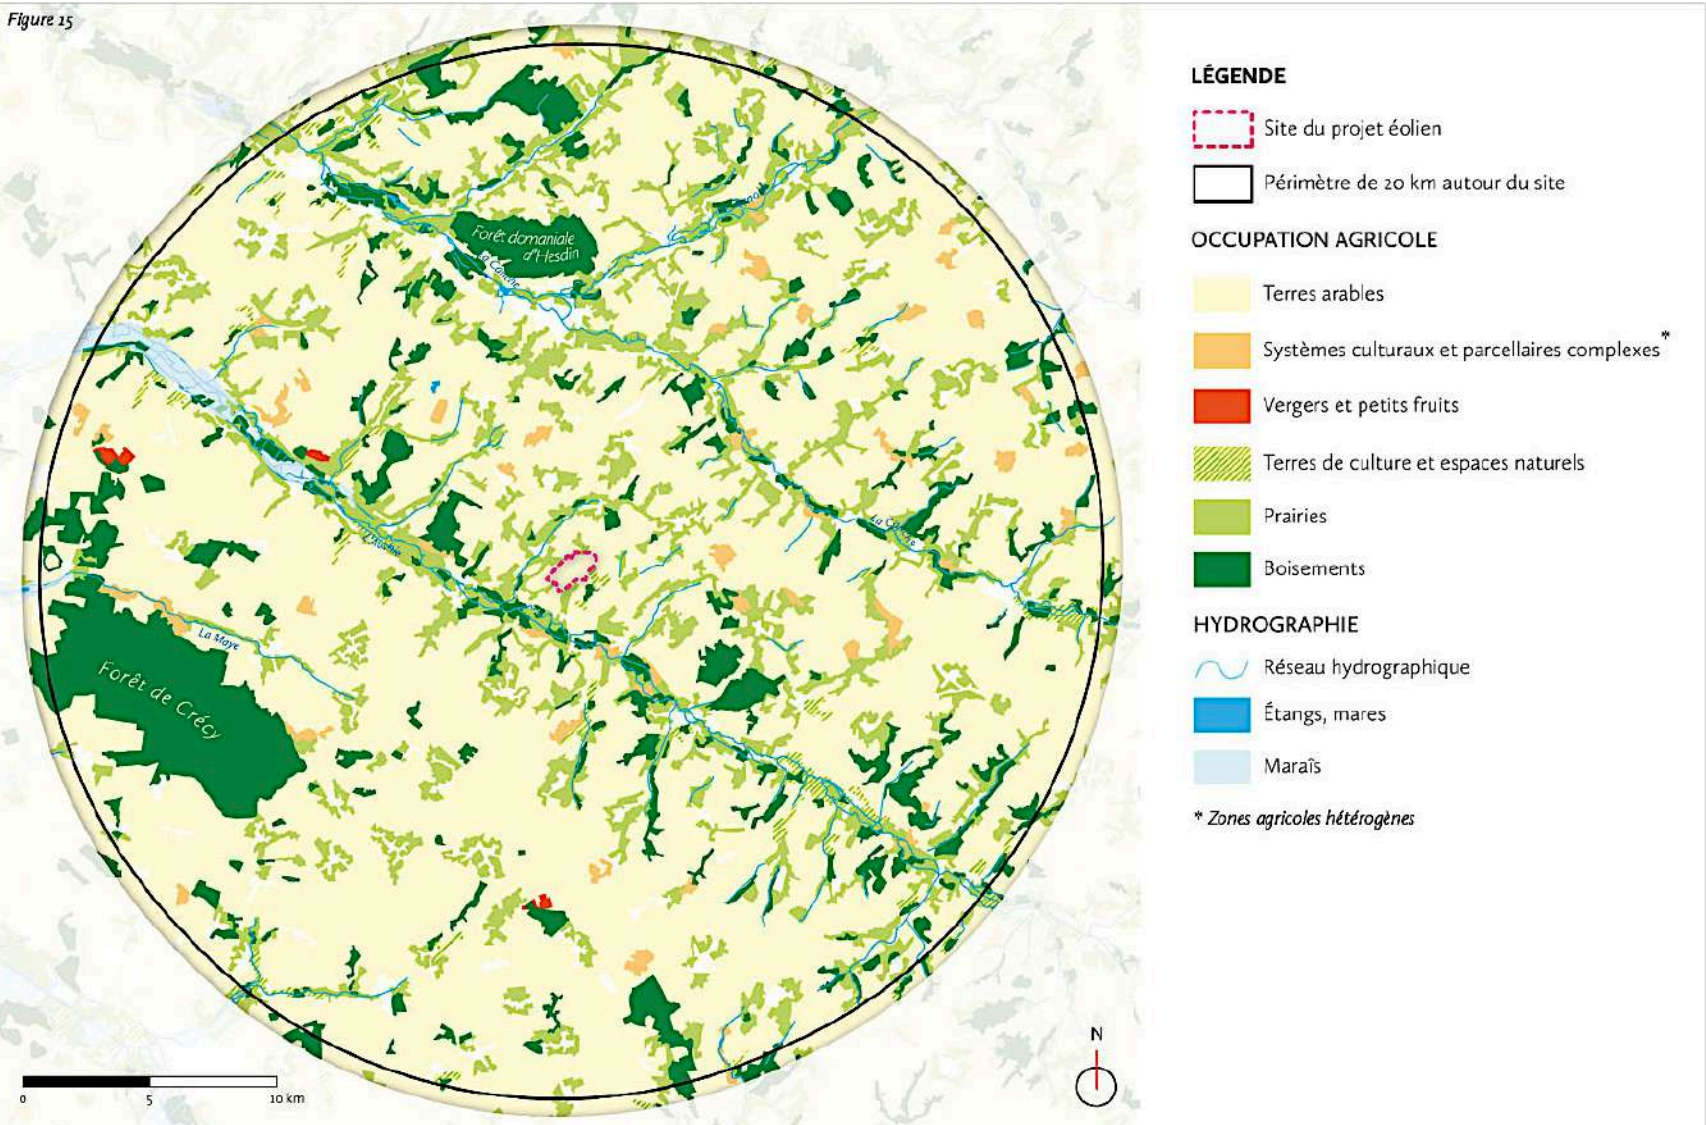 Figure 15
Forêt domaniale
d'Hesdin
La Canche
La Canche
La Maye
Forêt de Crécy
0 5 10 km
N
LÉGENDE
Site du projet éolien
Périmètre de 20 km autour du site
OCCUPATION AGRICOLE
Terres arables
Systèmes culturaux et parcellaires complexes*
Vergers et petits fruits
Terres de culture et espaces naturels
Prairies
Boisements
HYDROGRAPHIE
Réseau hydrographique
Étangs, mares
Maraîs
* Zones agricoles hétérogènes